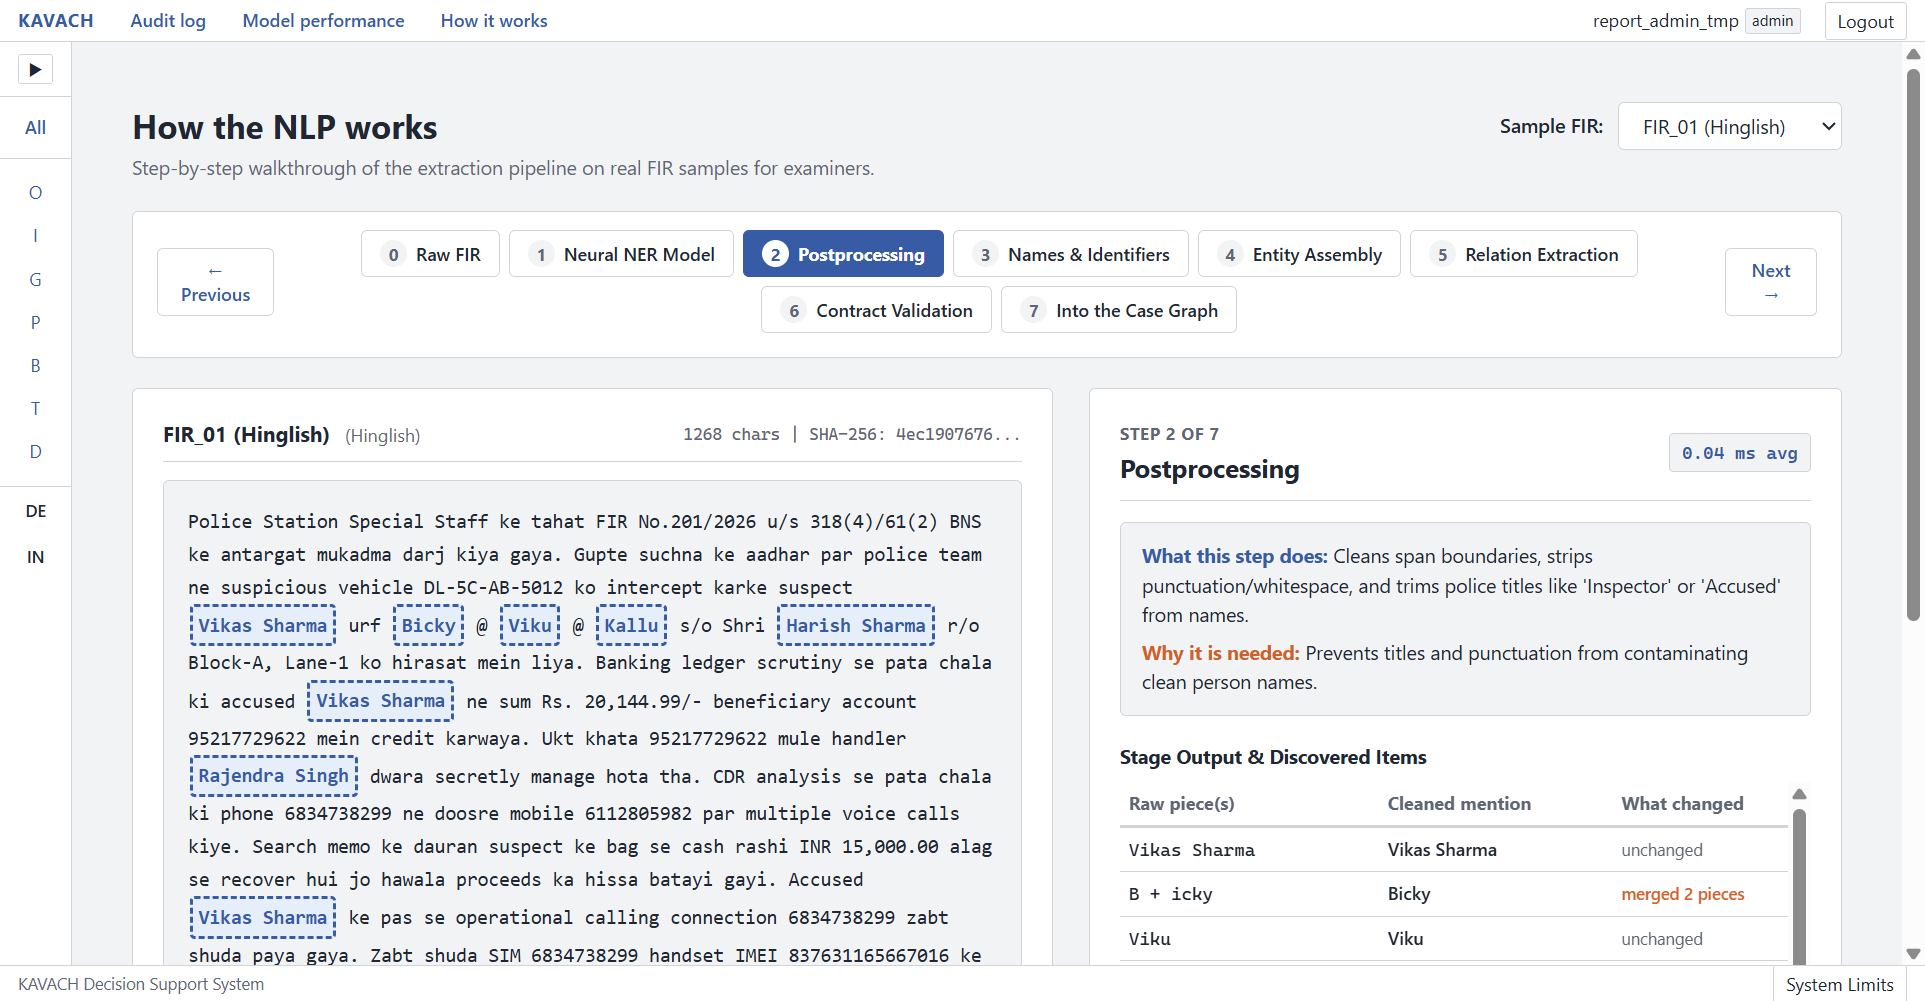 KAVACH Audit log Model performance How it works report_admin_tmp admin Logout
▶
All
O
I
G
P
B
T
D
DE
IN
How the NLP works
Step-by-step walkthrough of the extraction pipeline on real FIR samples for examiners.
Sample FIR: FIR_01 (Hinglish)
← Previous
0 Raw FIR 1 Neural NER Model 2 Postprocessing 3 Names & Identifiers 4 Entity Assembly 5 Relation Extraction
6 Contract Validation 7 Into the Case Graph
Next →
FIR_01 (Hinglish) (Hinglish) 1268 chars | SHA-256: 4ec1907676...
Police Station Special Staff ke tahat FIR No.201/2026 u/s 318(4)/61(2) BNS
ke antargat mukadma darj kiya gaya. Gupte suchna ke aadhar par police team
ne suspicious vehicle DL-5C-AB-5012 ko intercept karke suspect
Vikas Sharma urf Bicky @ Viku @ Kallu s/o Shri Harish Sharma r/o
Block-A, Lane-1 ko hirasat mein liya. Banking ledger scrutiny se pata chala
ki accused Vikas Sharma ne sum Rs. 20,144.99/- beneficiary account
95217729622 mein credit karwaya. Ukt khata 95217729622 mule handler
Rajendra Singh dwara secretly manage hota tha. CDR analysis se pata chala
ki phone 6834738299 ne doosre mobile 6112805982 par multiple voice calls
kiye. Search memo ke dauran suspect ke bag se cash rashi INR 15,000.00 alag
se recover hui jo hawala proceeds ka hissa batayi gayi. Accused
Vikas Sharma ke pas se operational calling connection 6834738299 zabt
shuda paya gaya. Zabt shuda SIM 6834738299 handset IMEI 837631165667016 ke
STEP 2 OF 7
Postprocessing
0.04 ms avg
What this step does: Cleans span boundaries, strips
punctuation/whitespace, and trims police titles like 'Inspector' or 'Accused'
from names.
Why it is needed: Prevents titles and punctuation from contaminating
clean person names.
Stage Output & Discovered Items
Raw piece(s) Cleaned mention What changed
Vikas Sharma Vikas Sharma unchanged
B + icky Bicky merged 2 pieces
Viku Viku unchanged
KAVACH Decision Support System System Limits